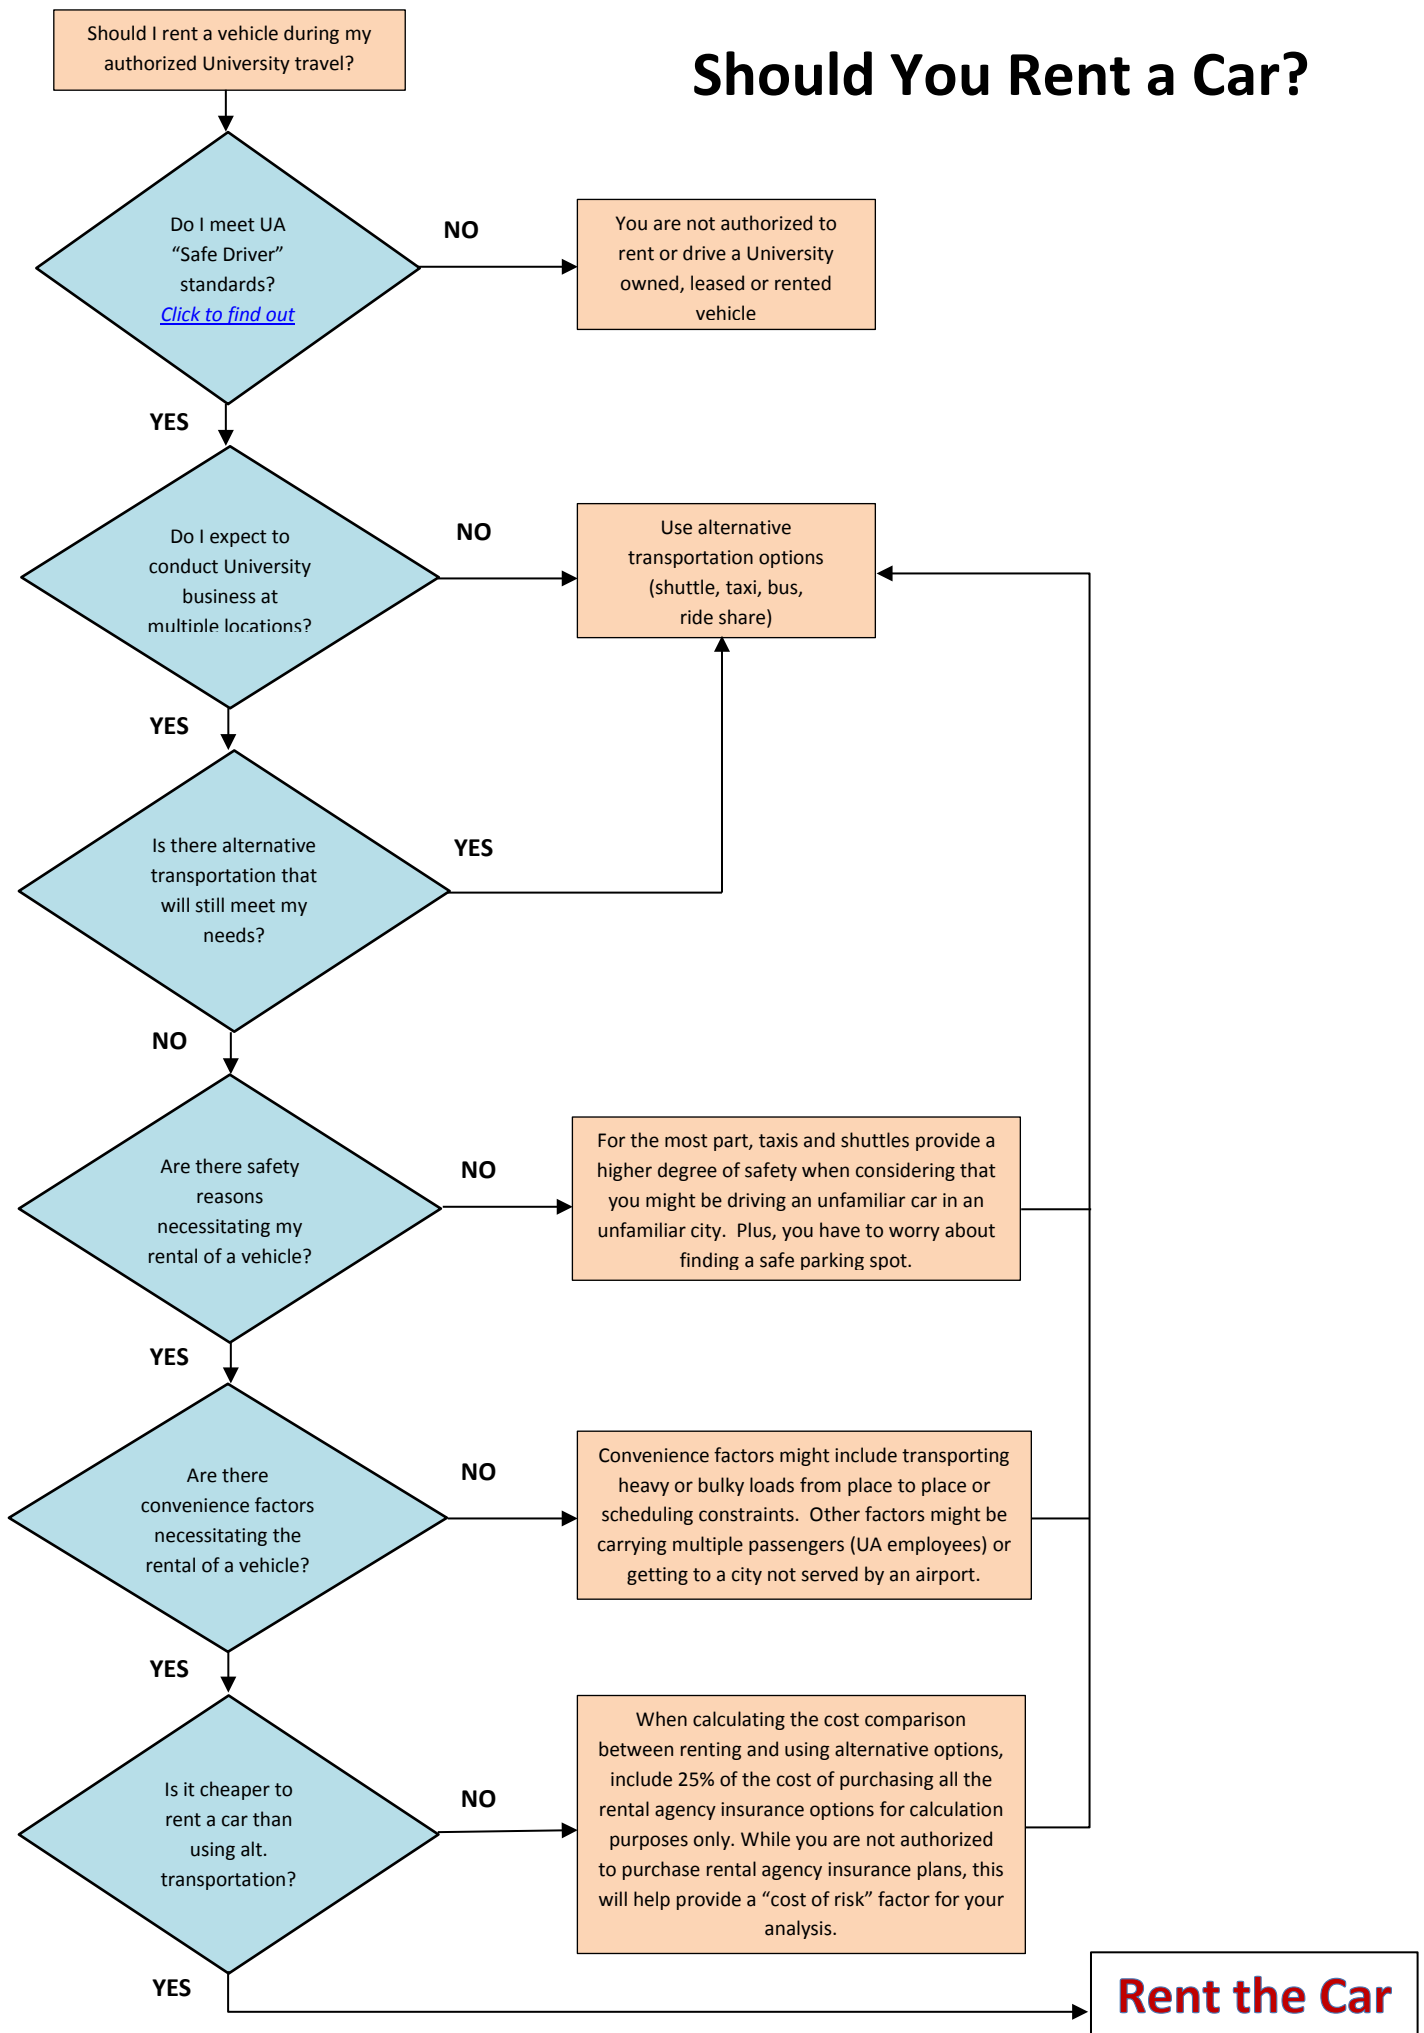 Should I rent a vehicle during my
authorized University travel?
Should You Rent a Car?
Do I meet UA
“Safe Driver”
standards?
Click to find out
NO
You are not authorized to
rent or drive a University
owned, leased or rented
vehicle
YES
Do I expect to
conduct University
business at
multiple locations?
NO
Use alternative
transportation options
(shuttle, taxi, bus,
ride share)
YES
Is there alternative
transportation that
will still meet my
needs?
YES
NO
Are there safety
reasons
necessitating my
rental of a vehicle?
NO
For the most part, taxis and shuttles provide a
higher degree of safety when considering that
you might be driving an unfamiliar car in an
unfamiliar city. Plus, you have to worry about
finding a safe parking spot.
YES
Are there
convenience factors
necessitating the
rental of a vehicle?
NO
Convenience factors might include transporting
heavy or bulky loads from place to place or
scheduling constraints. Other factors might be
carrying multiple passengers (UA employees) or
getting to a city not served by an airport.
YES
Is it cheaper to
rent a car than
using alt.
transportation?
NO
When calculating the cost comparison
between renting and using alternative options,
include 25% of the cost of purchasing all the
rental agency insurance options for calculation
purposes only. While you are not authorized
to purchase rental agency insurance plans, this
will help provide a “cost of risk” factor for your
analysis.
YES
Rent the Car